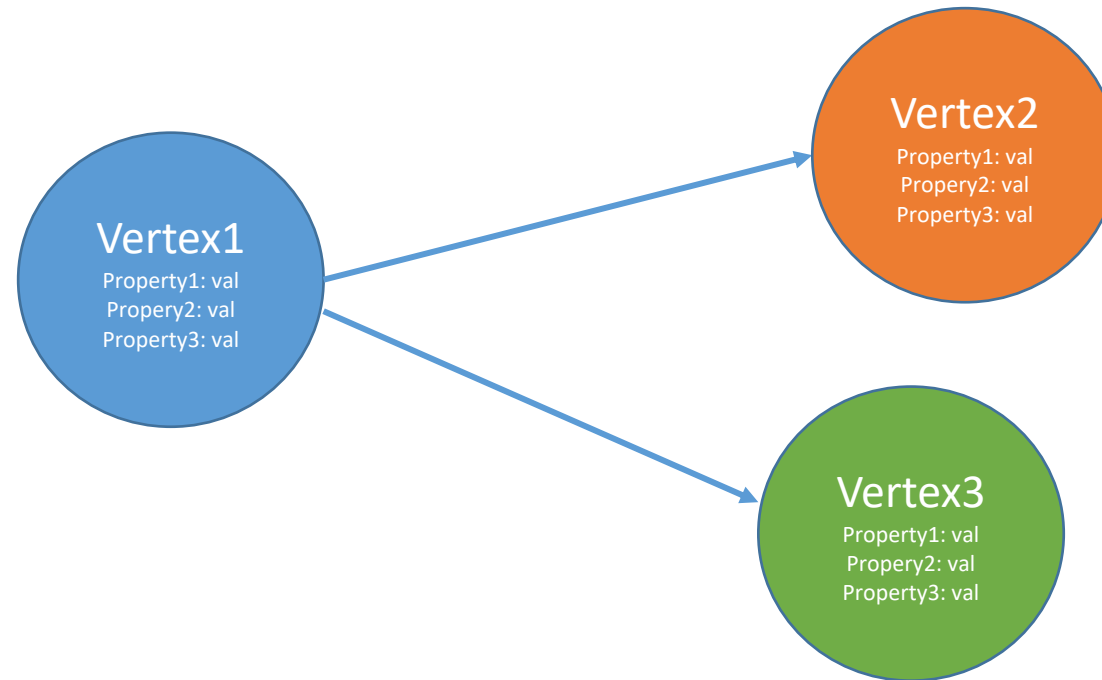 Vertex1
Property1: val
Propery2: val
Property3: val
Vertex2
Property1: val
Propery2: val
Property3: val
Vertex3
Property1: val
Propery2: val
Property3: val